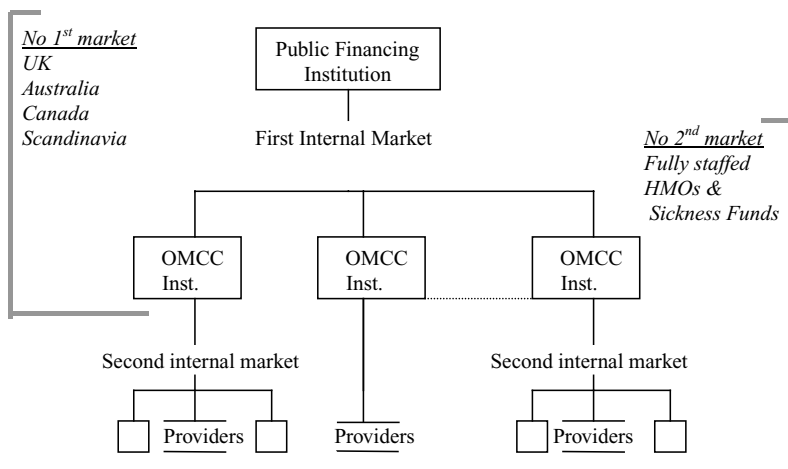 No 1st market
UK
Australia
Canada
Scandinavia
Public Financing
Institution
First Internal Market
No 2nd market
Fully staffed
HMOs &
Sickness Funds
OMCC
Inst.
OMCC
Inst.
OMCC
Inst.
Second internal market
Second internal market
Providers
Providers
Providers